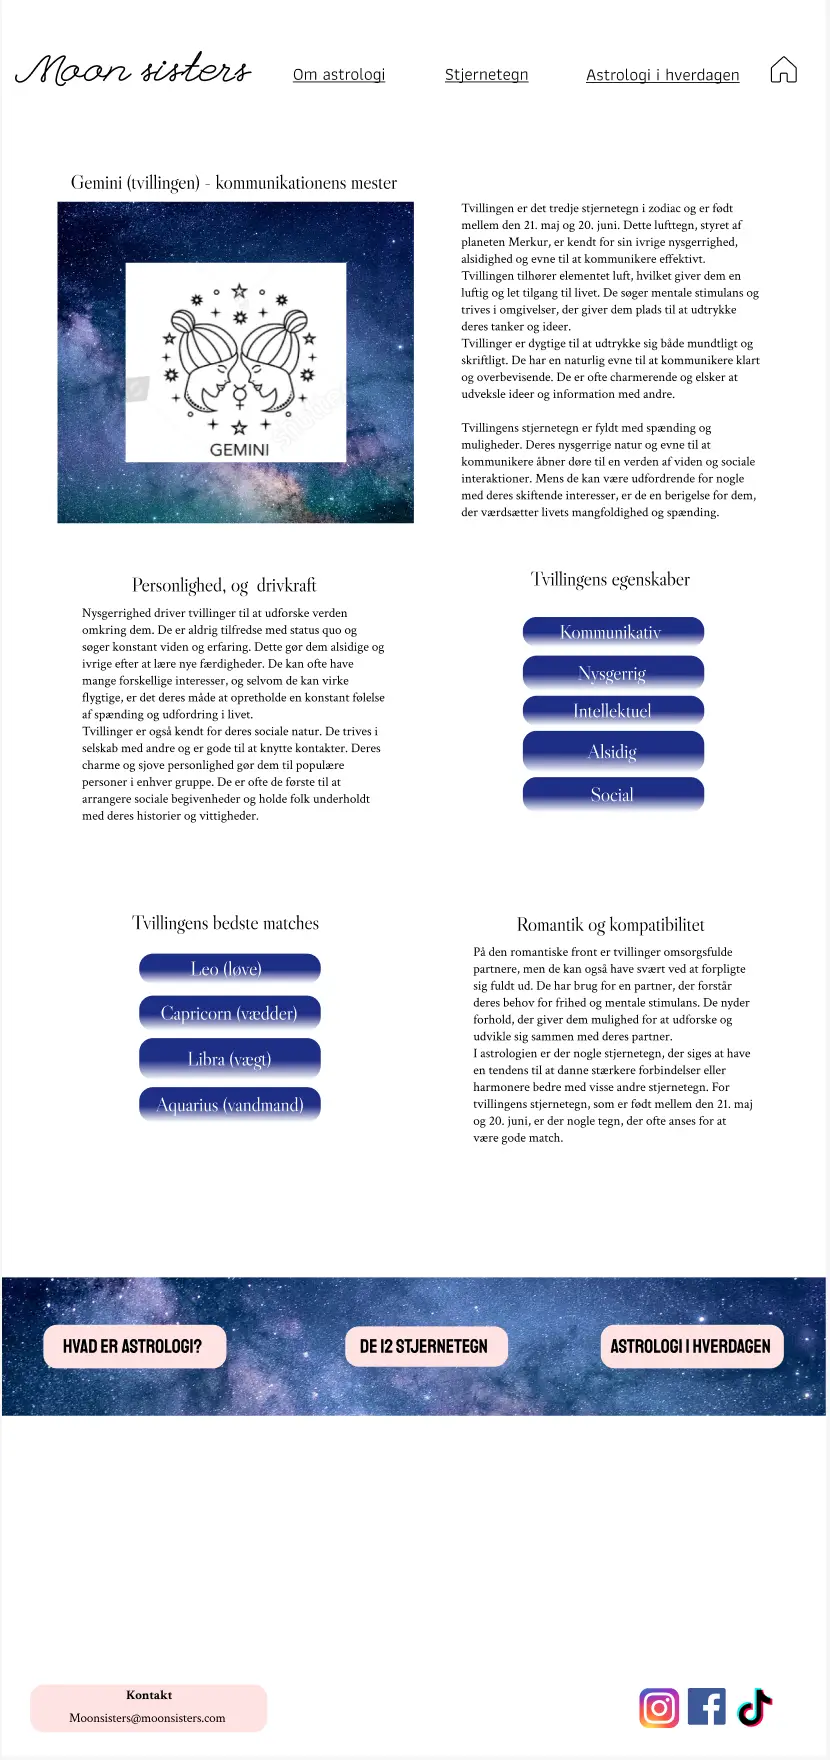 Moon sisters
Om astrologi
Stjernetegn
Astrologi i hverdagen
Gemini (tvillingen) - kommunikationens mester
GEMINI
Tvillingen er det tredje stjernetegn i zodiac og er født
mellem den 21. maj og 20. juni. Dette lufttegn, styret af
planeten Merkur, er kendt for sin ivrige nysgerrighed,
alsidighed og evne til at kommunikere effektivt.
Tvillingen tilhører elementet luft, hvilket giver dem en
luftig og let tilgang til livet. De søger mentale stimulans og
trives i omgivelser, der giver dem plads til at udtrykke
deres tanker og ideer.
Tvillinger er dygtige til at udtrykke sig både mundtligt og
skriftligt. De har en naturlig evne til at kommunikere klart
og overbevisende. De er ofte charmerende og elsker at
udveksle ideer og information med andre.
Tvillingens stjernetegn er fyldt med spænding og
muligheder. Deres nysgerrige natur og evne til at
kommunikere åbner døre til en verden af viden og sociale
interaktioner. Mens de kan være udfordrende for nogle
med deres skiftende interesser, er de en berigelse for dem,
der værdsætter livets mangfoldighed og spænding.
Personlighed, og drivkraft
Nysgerrighed driver tvillinger til at udforske verden
omkring dem. De er aldrig tilfredse med status quo og
søger konstant viden og erfaring. Dette gør dem alsidige og
ivrige efter at lære nye færdigheder. De kan ofte have
mange forskellige interesser, og selvom de kan virke
flygtige, er det deres måde at opretholde en konstant følelse
af spænding og udfordring i livet.
Tvillinger er også kendt for deres sociale natur. De trives i
selskab med andre og er gode til at knytte kontakter. Deres
charme og sjove personlighed gør dem til populære
personer i enhver gruppe. De er ofte de første til at
arrangere sociale begivenheder og holde folk underholdt
med deres historier og vittigheder.
Tvillingens egenskaber
Kommunikativ
Nysgerrig
Intellektuel
Alsidig
Social
Tvillingens bedste matches
Leo (løve)
Capricorn (vædder)
Libra (vægt)
Aquarius (vandmand)
Romantik og kompatibilitet
På den romantiske front er tvillinger omsorgsfulde
partnere, men de kan også have svært ved at forpligte
sig fuldt ud. De har brug for en partner, der forstår
deres behov for frihed og mentale stimulans. De nyder
forhold, der giver dem mulighed for at udforske og
udvikle sig sammen med deres partner.
I astrologien er der nogle stjernetegn, der siges at have
en tendens til at danne stærkere forbindelser eller
harmonere bedre med visse andre stjernetegn. For
tvillingens stjernetegn, som er født mellem den 21. maj
og 20. juni, er der nogle tegn, der ofte anses for at
være gode match.
HVAD ER ASTROLOGI?
DE 12 STJERNETEGN
ASTROLOGI I HVERDAGEN
Kontakt
Moonsisters@moonsisters.com